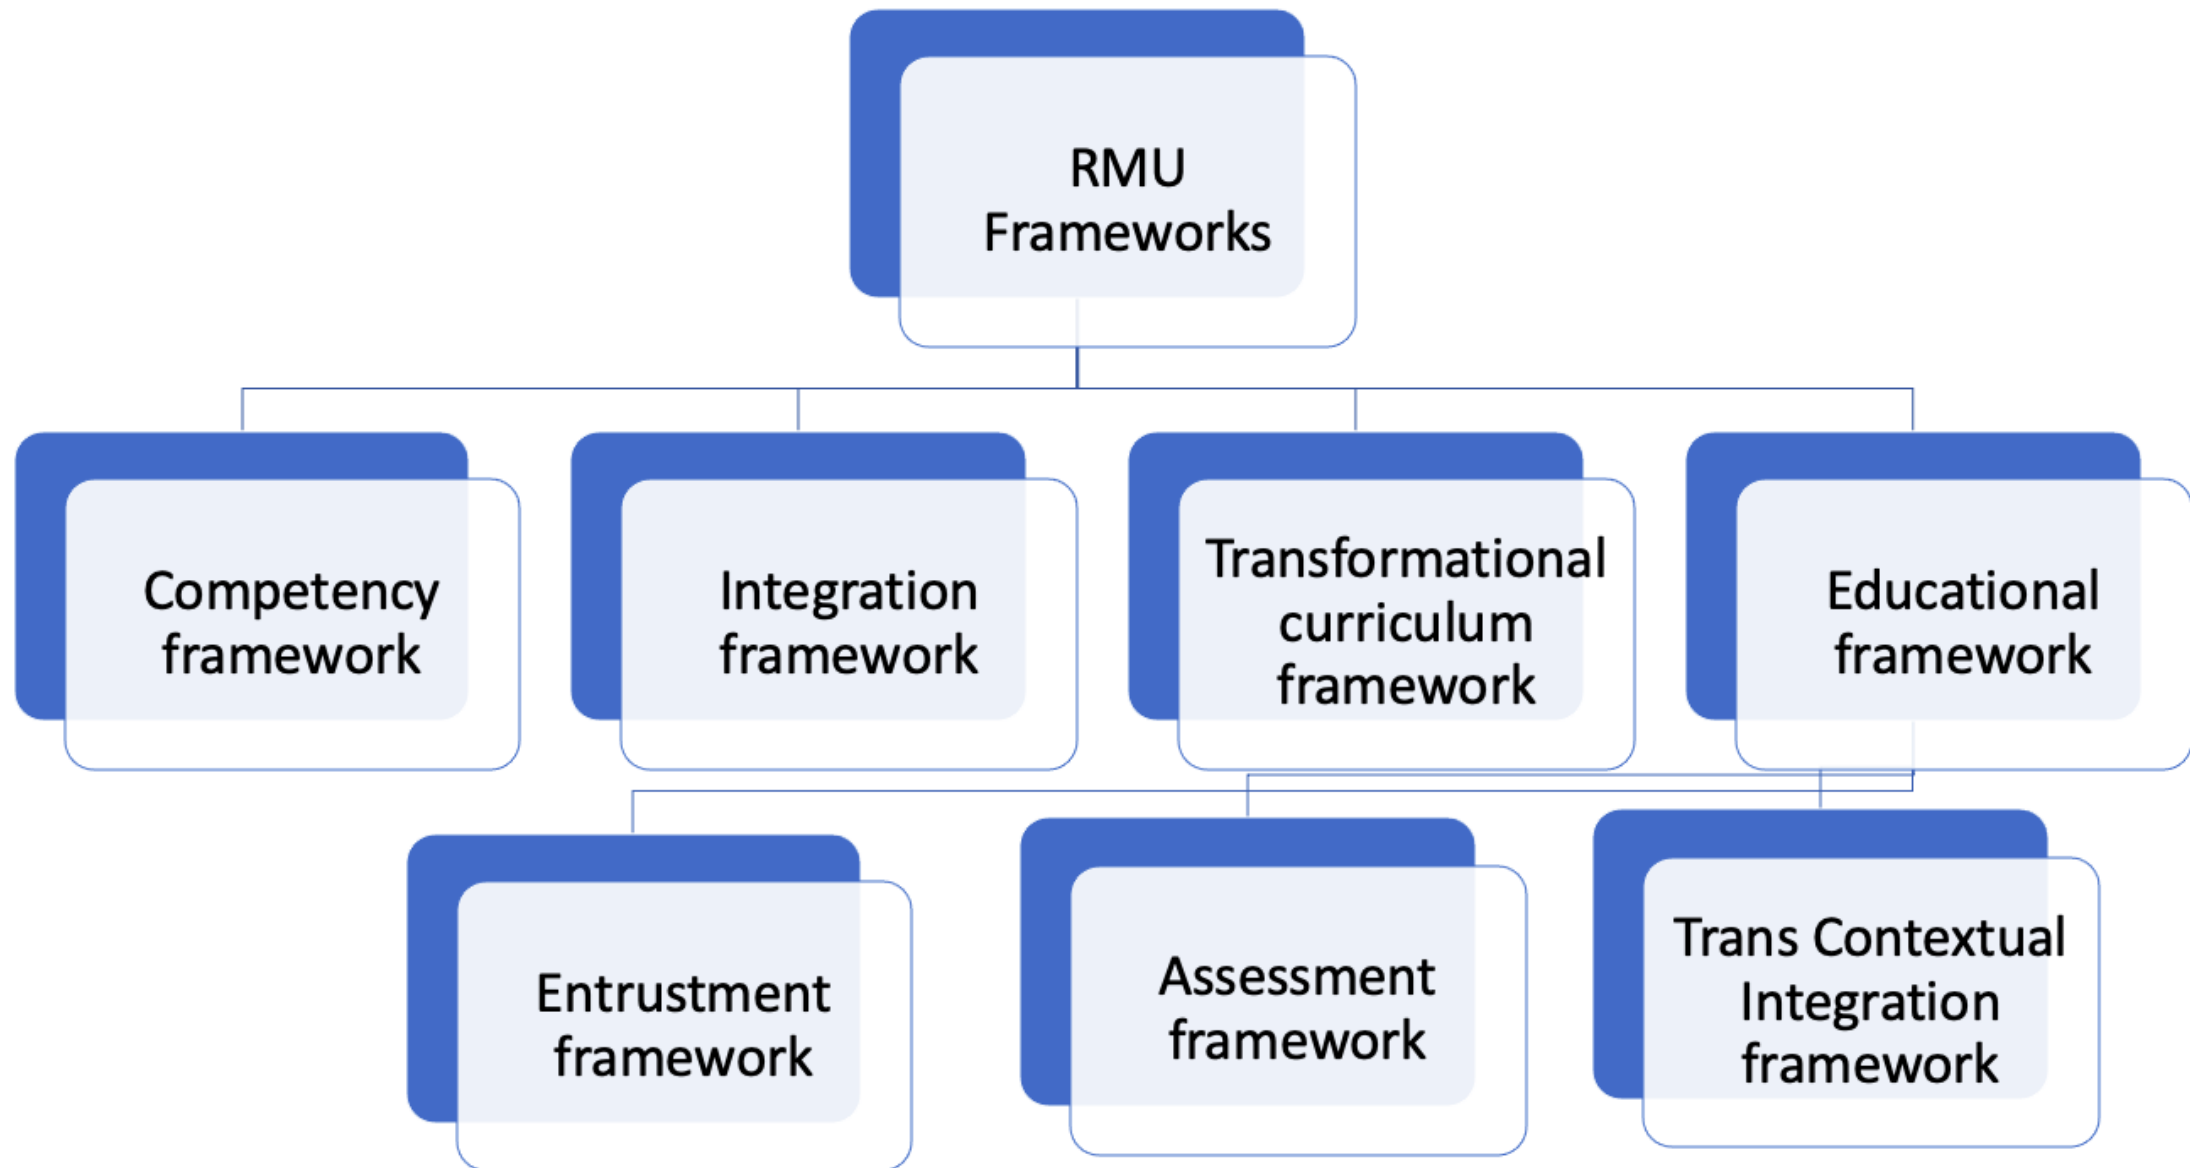 RMU
Frameworks
Competency
framework
Integration
framework
Transformational
curriculum
framework
Educational
framework
Entrustment
framework
Assessment
framework
Trans Contextual
Integration
framework